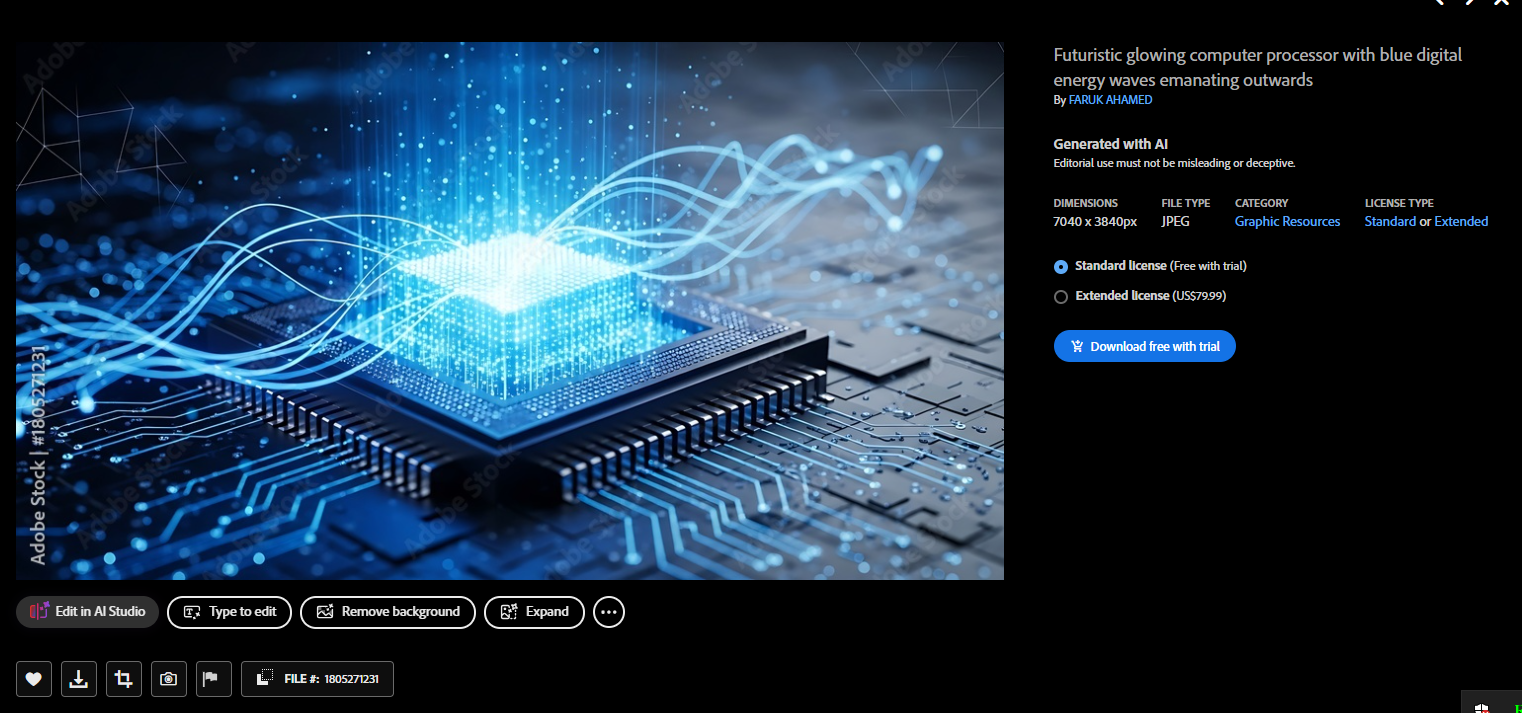 Futuristic glowing computer processor with blue digital
energy waves emanating outwards
By FARUK AHAMED
Generated with AI
Editorial use must not be misleading or deceptive.
DIMENSIONS FILE TYPE CATEGORY LICENSE TYPE
7040 x 3840px JPEG Graphic Resources Standard or Extended
Standard license (Free with trial)
Extended license (US$79.99)
Download free with trial
Adobe Stock | #1805271231
Adobe Stock
Edit in AI Studio Type to edit Remove background Expand
FILE #: 1805271231